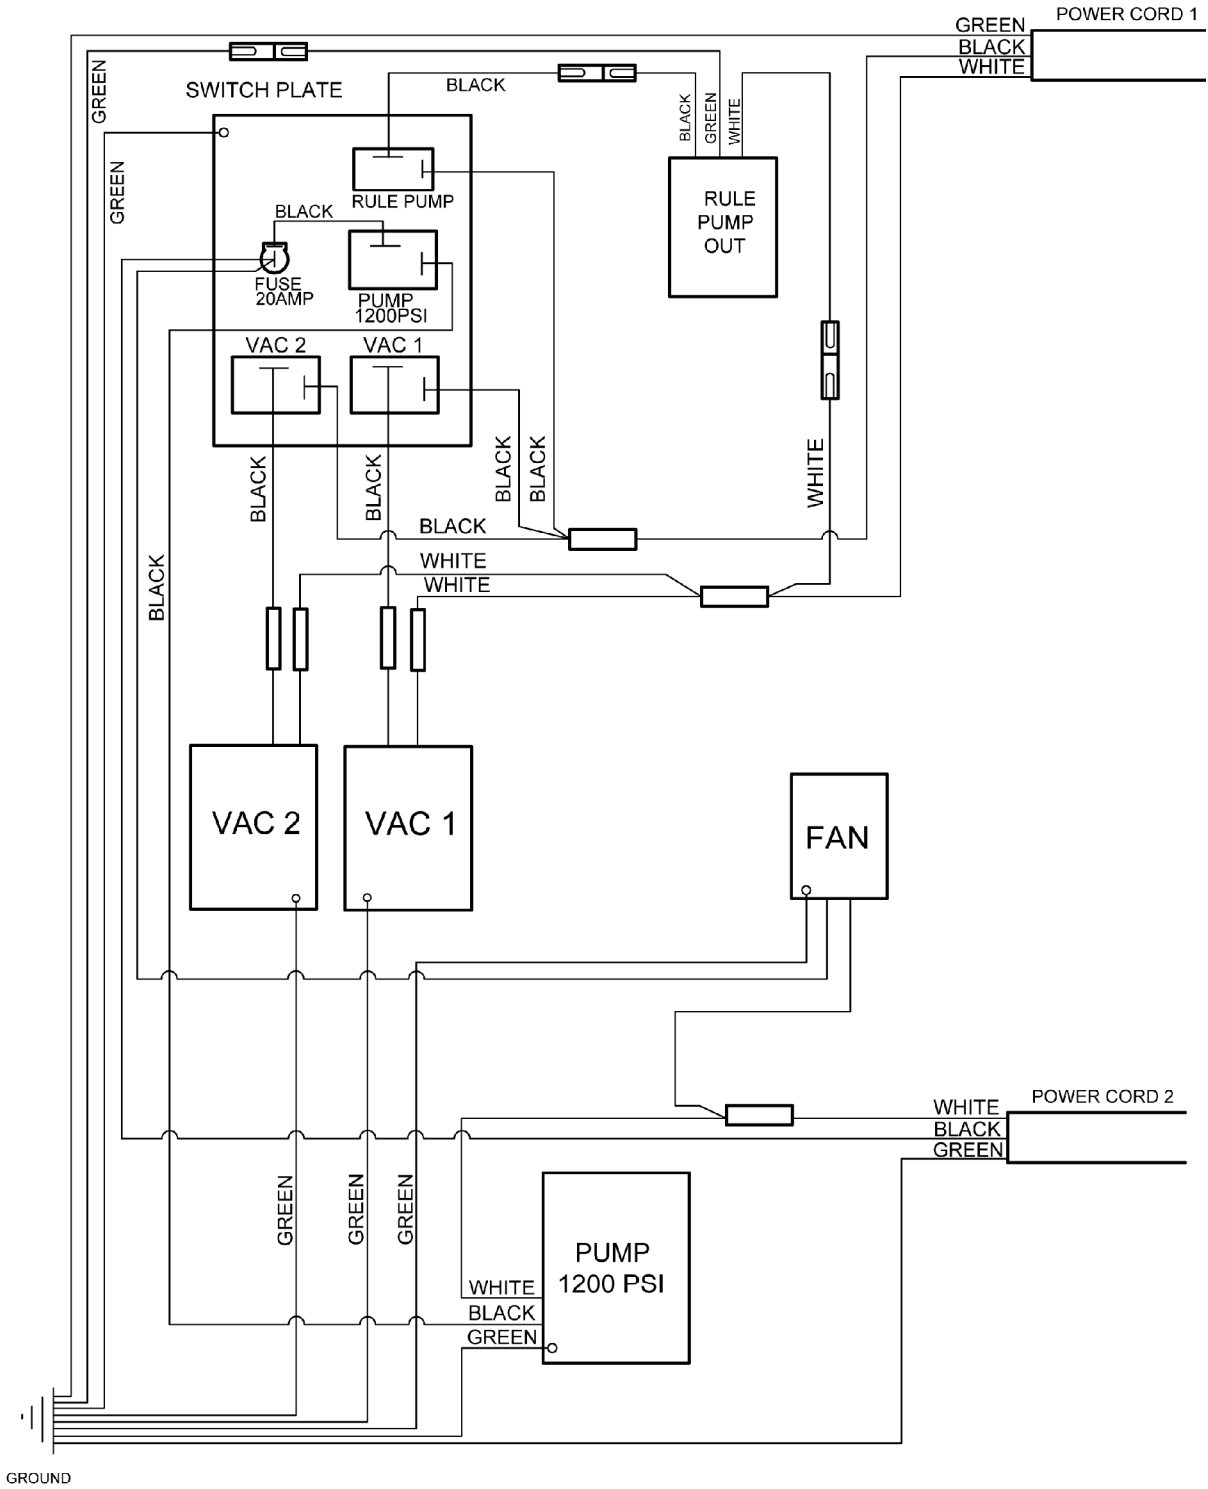 POWER CORD 1
GREEN
BLACK
WHITE
GREEN
SWITCH PLATE
BLACK
BLACK
GREEN
WHITE
GREEN
RULE PUMP
RULE
PUMP
OUT
BLACK
FUSE
20AMP
PUMP
1200PSI
VAC 2
VAC 1
BLACK
BLACK
BLACK
BLACK
WHITE
BLACK
BLACK
WHITE
WHITE
VAC 2
VAC 1
FAN
POWER CORD 2
WHITE
BLACK
GREEN
GREEN
GREEN
GREEN
PUMP
1200 PSI
WHITE
BLACK
GREEN
GROUND